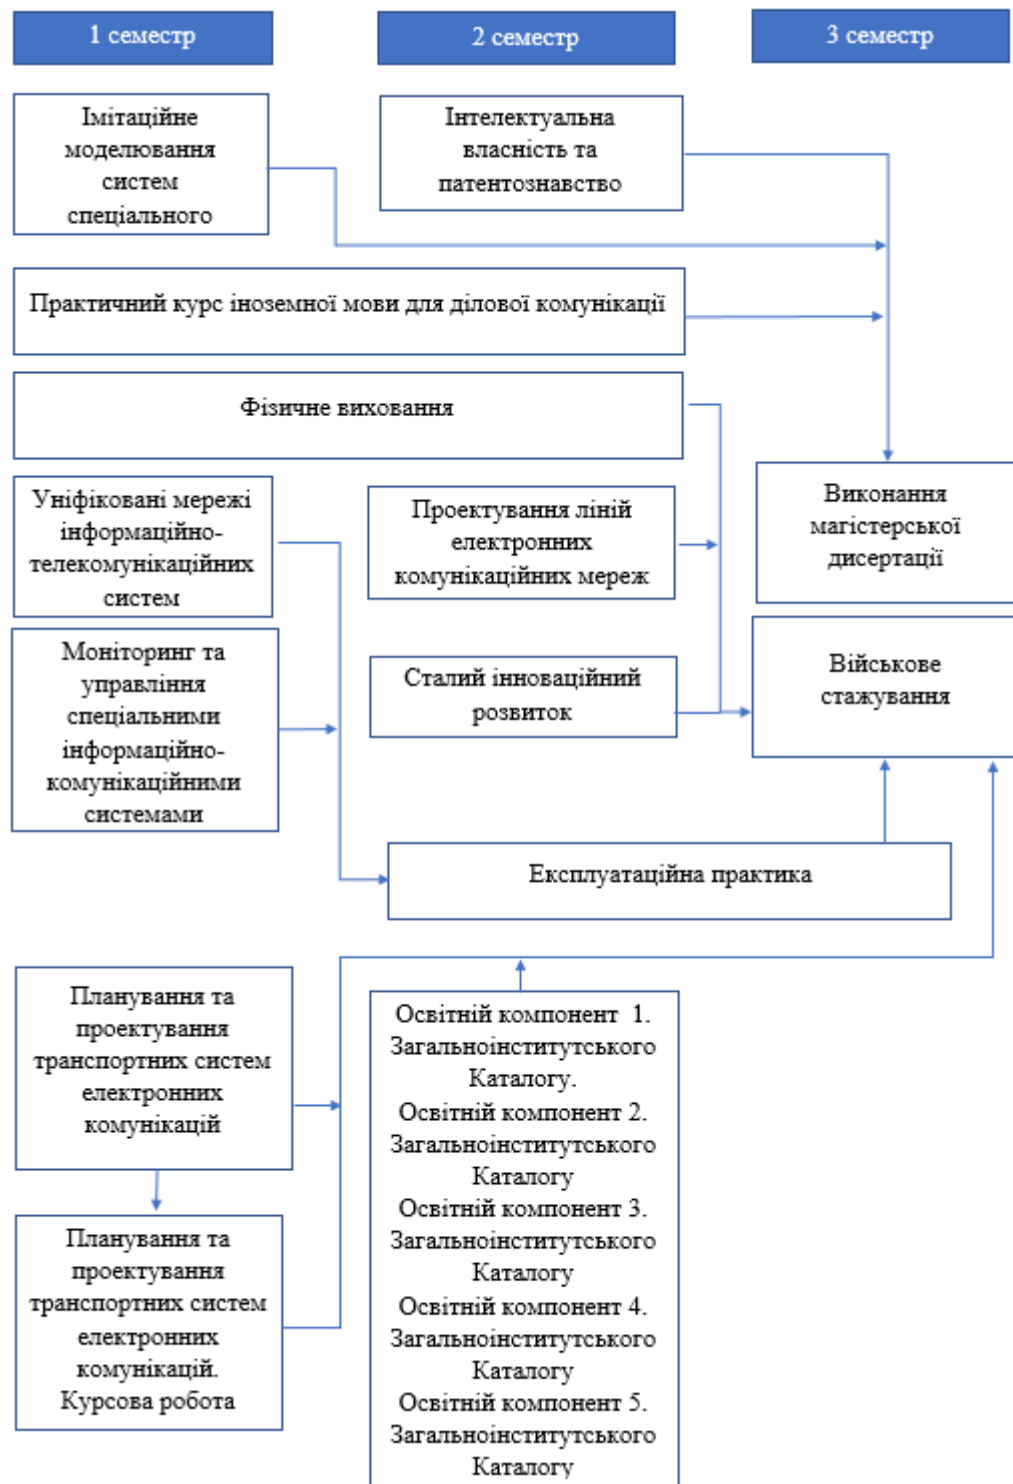 1 семестр
2 семестр
3 семестр
Імітаційне
моделювання
систем
спеціального
Інтелектуальна
власність та
патентознавство
Практичний курс іноземної мови для ділової комунікації
Фізичне виховання
Уніфіковані мережі
інформаційно-
телекомунікаційних
систем
Проектування ліній
електронних
комунікаційних мереж
Виконання
магістерської
дисертації
Моніторинг та
управління
спеціальними
інформаційно-
комунікаційними
системами
Сталий інноваційний
розвиток
Військове
стажування
Експлуатаційна практика
Планування та
проектування
транспортних систем
електронних
комунікацій
Планування та
проектування
транспортних систем
електронних
комунікацій.
Курсова робота
Освітній компонент 1.
Загальноінститутського
Каталогу.
Освітній компонент 2.
Загальноінститутського
Каталогу
Освітній компонент 3.
Загальноінститутського
Каталогу
Освітній компонент 4.
Загальноінститутського
Каталогу
Освітній компонент 5.
Загальноінститутського
Каталогу